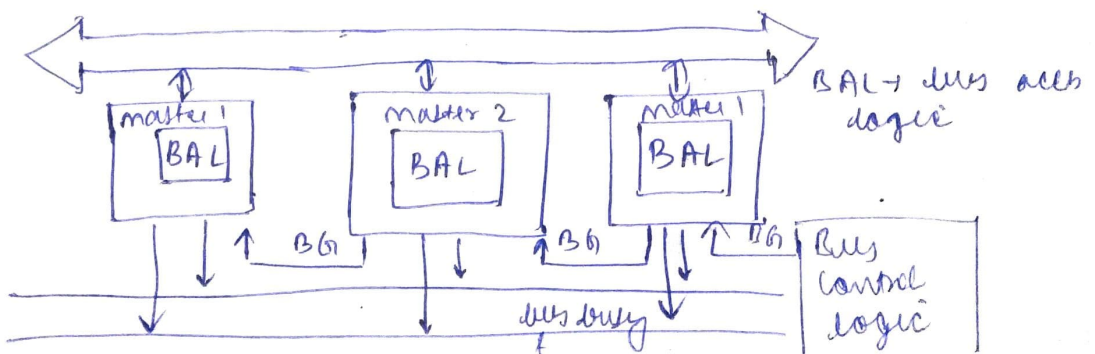 BAL → bus aces
logic
master 1
BAL
master 2
BAL
master 1
BAL
BG
BG
BG
Bus
control
logic
bus busy